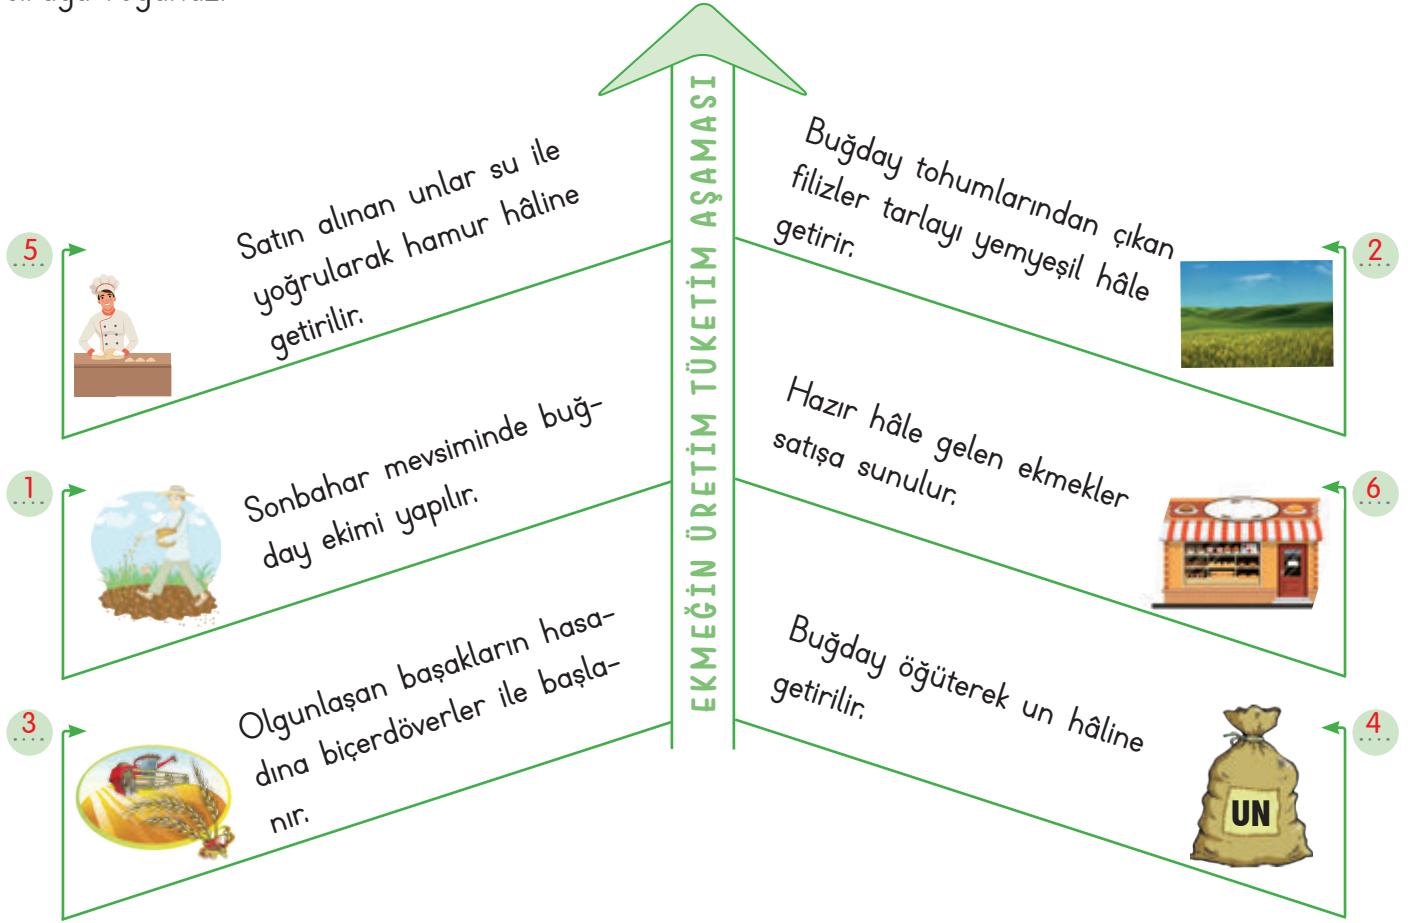 EKMEĞİN ÜRETİM TÜKETİM AŞAMASI
5
Satın alınan unlar su ile
yoğrularak hamur hâline
getirilir.
1
Sonbahar mevsiminde buğ-
day ekimi yapılır.
3
Olgunlaşan başakların hasa-
dına biçerdöverler ile başla-
nır.
2
Buğday tohumlarından çıkan
filizler tarlayı yemyeşil hâle
getirir.
6
Hazır hâle gelen ekmekler
satışa sunulur.
4
Buğday öğüterek un hâline
getirilir.
UN